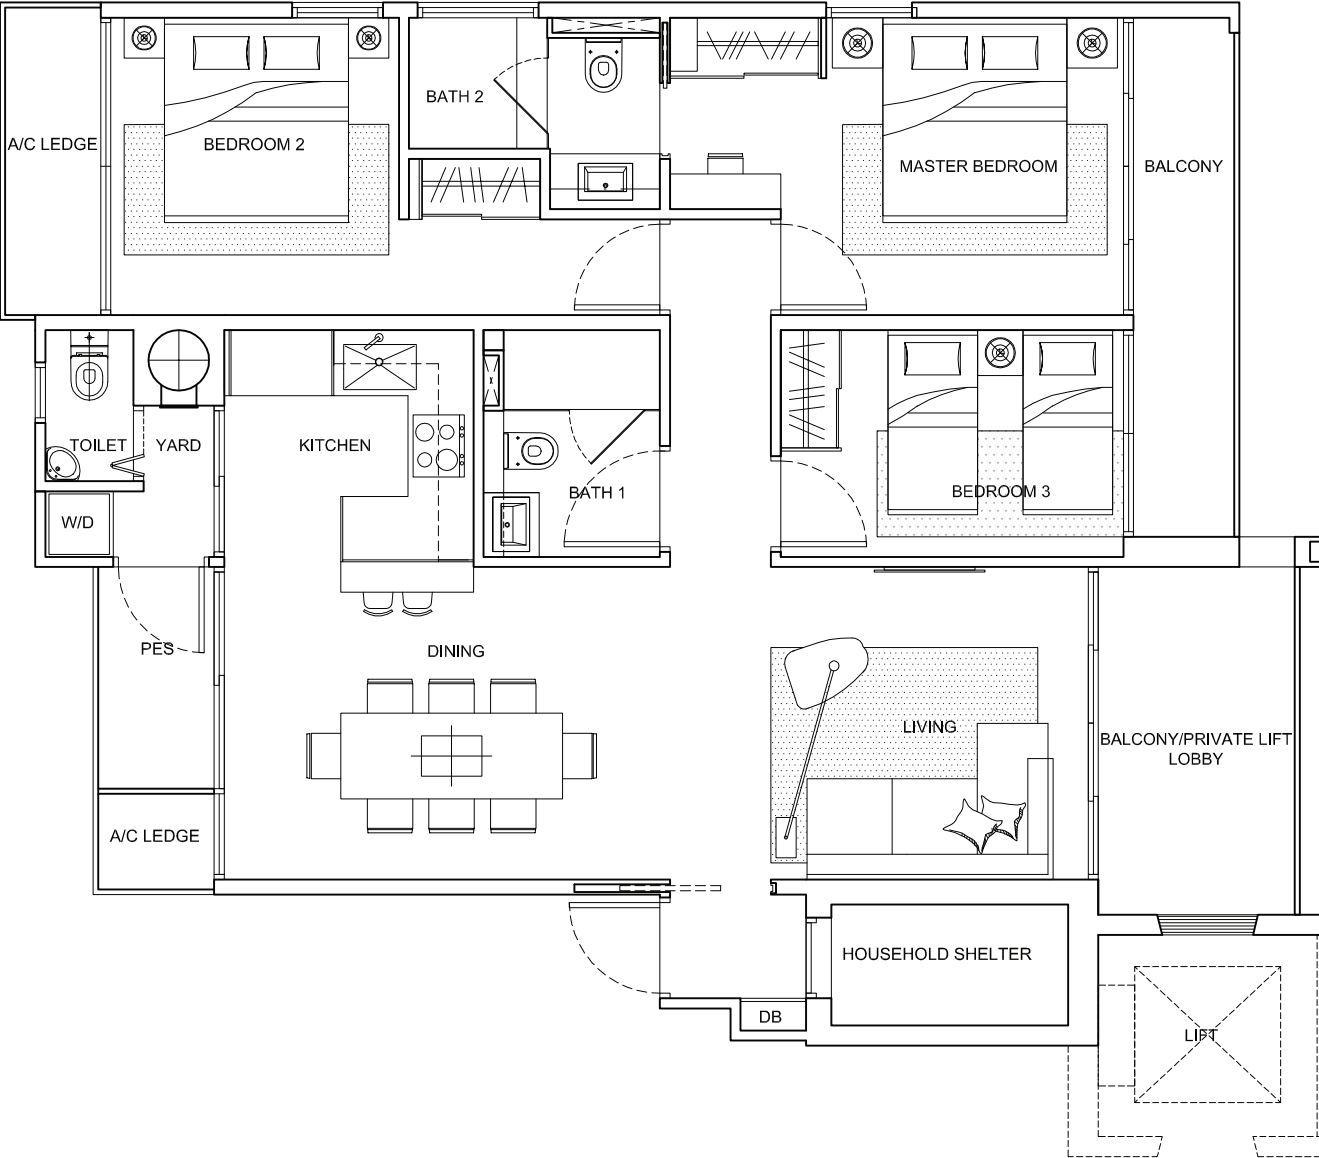 BATH 2
A/C LEDGE
BEDROOM 2
MASTER BEDROOM
BALCONY
TOILET
YARD
KITCHEN
BATH 1
BEDROOM 3
W/D
PES
DINING
LIVING
BALCONY/PRIVATE LIFT
LOBBY
A/C LEDGE
HOUSEHOLD SHELTER
DB
LIFT